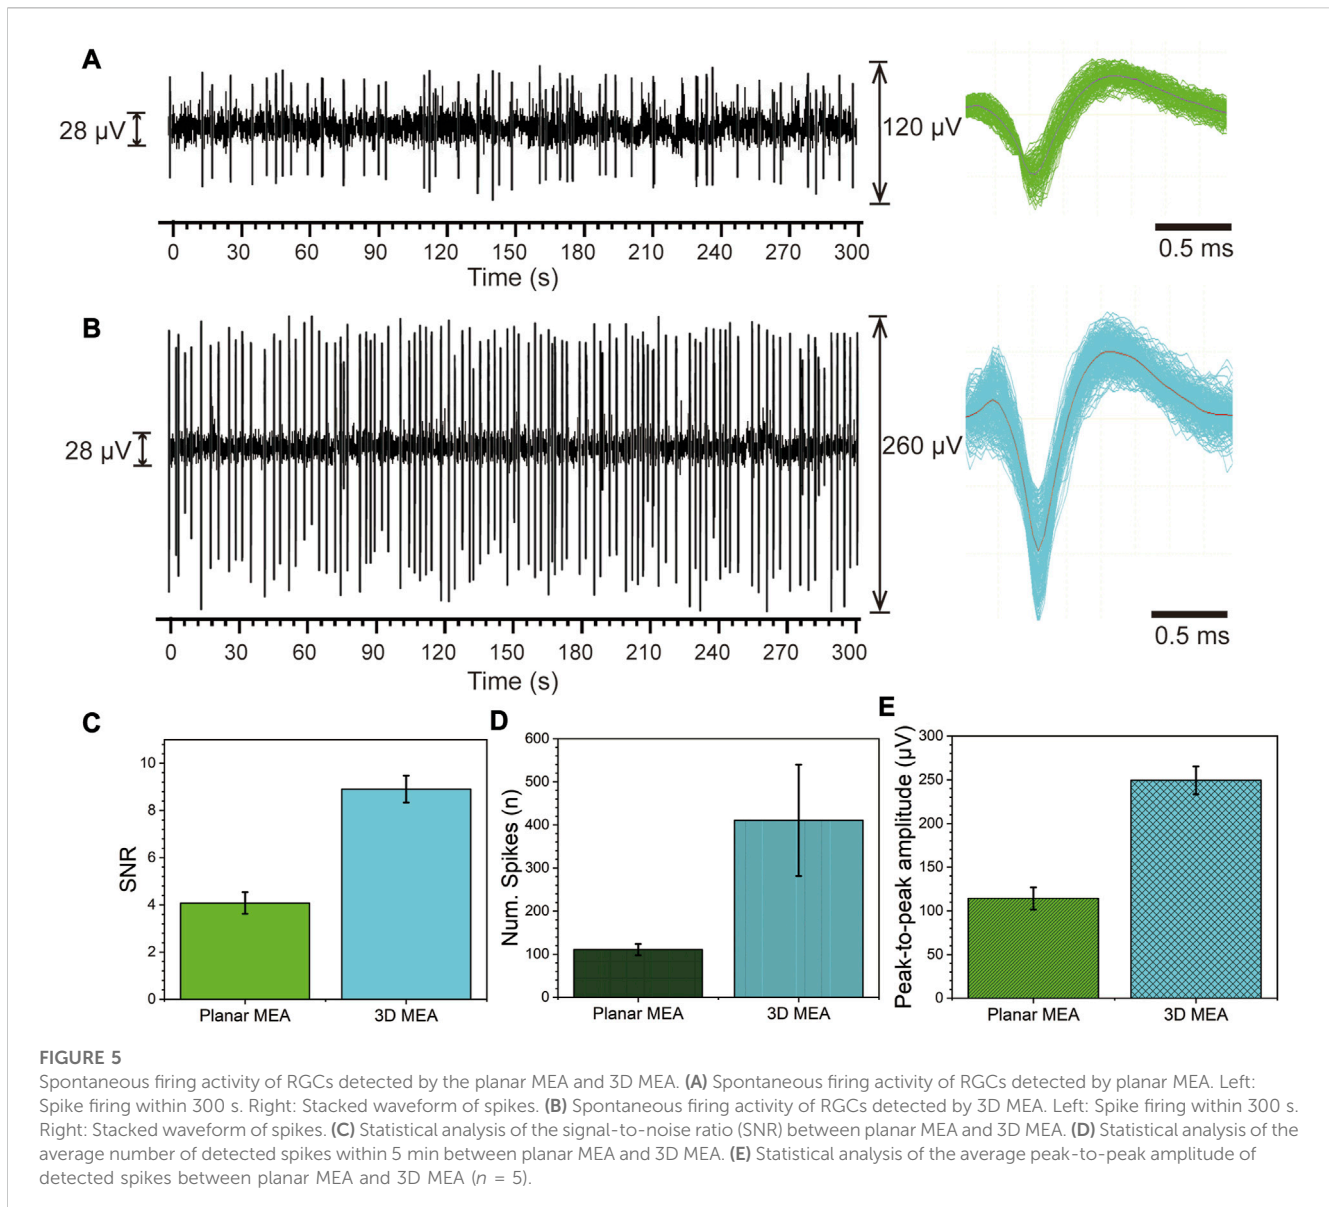 A
28 µV
120 µV
0 30 60 90 120 150 180 210 240 270 300
Time (s)
0.5 ms
B
28 µV
260 µV
0 30 60 90 120 150 180 210 240 270 300
Time (s)
0.5 ms
C
SNR
10
8
6
4
2
0
Planar MEA 3D MEA
D
Num. Spikes (n)
600
500
400
300
200
100
0
Planar MEA 3D MEA
E
Peak-to-peak amplitude (µV)
300
250
200
150
100
50
0
Planar MEA 3D MEA
FIGURE 5
Spontaneous firing activity of RGCs detected by the planar MEA and 3D MEA. (A) Spontaneous firing activity of RGCs detected by planar MEA. Left:
Spike firing within 300 s. Right: Stacked waveform of spikes. (B) Spontaneous firing activity of RGCs detected by 3D MEA. Left: Spike firing within 300 s.
Right: Stacked waveform of spikes. (C) Statistical analysis of the signal-to-noise ratio (SNR) between planar MEA and 3D MEA. (D) Statistical analysis of the
average number of detected spikes within 5 min between planar MEA and 3D MEA. (E) Statistical analysis of the average peak-to-peak amplitude of
detected spikes between planar MEA and 3D MEA (n = 5).